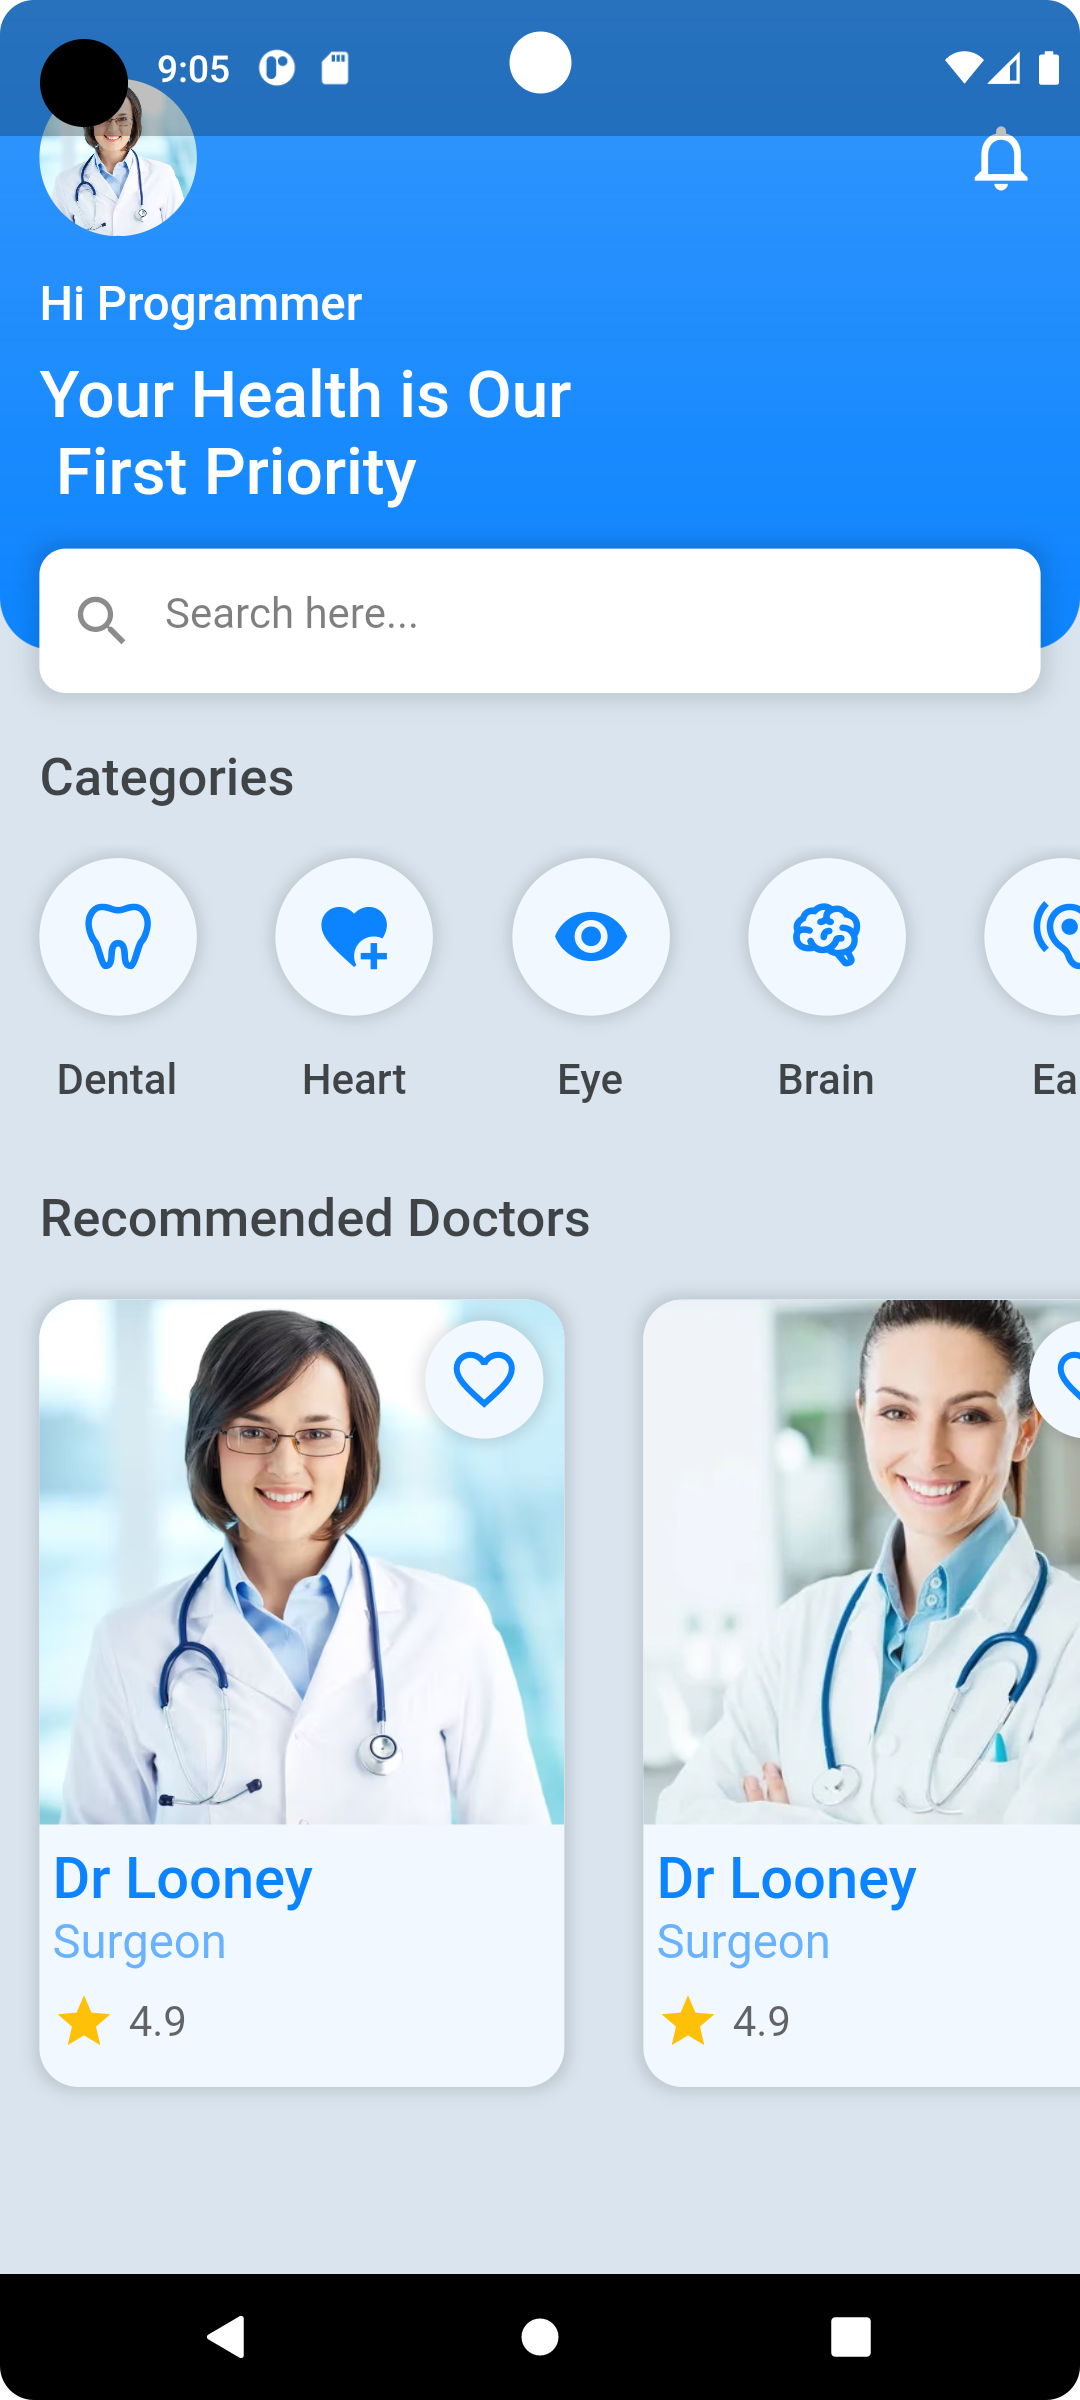 9:05
Hi Programmer
Your Health is Our
First Priority
Search here...
Categories
Dental
Heart
Eye
Brain
Ea
Recommended Doctors
Dr Looney
Surgeon
4.9
Dr Looney
Surgeon
4.9